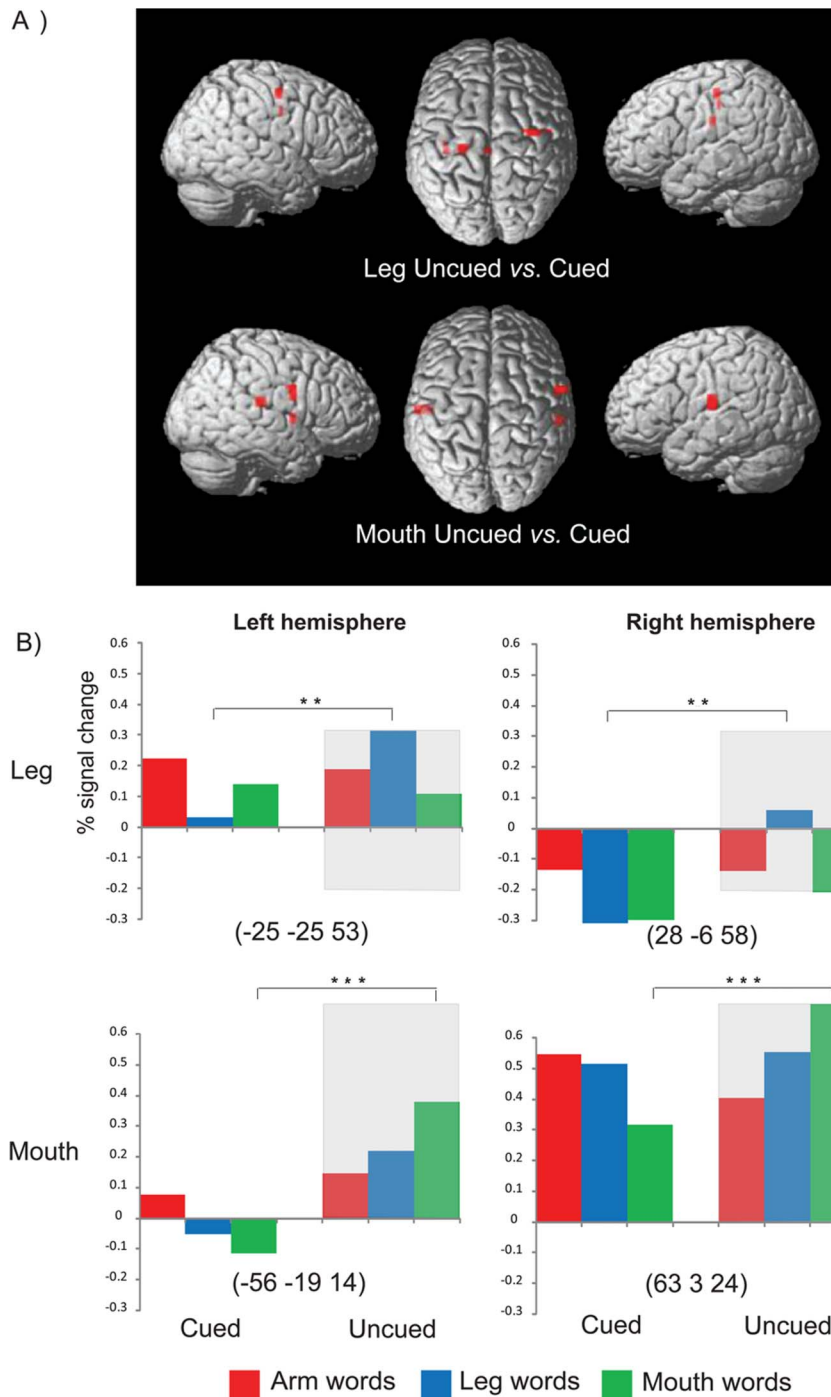 A )
Leg Uncued vs. Cued
Mouth Uncued vs. Cued
B)
Left hemisphere
Right hemisphere
Leg
% signal change
0.6
0.5
0.4
0.3
0.2
0.1
0
-0.1
-0.2
-0.3
* *
(-25 -25 53)
0.6
0.5
0.4
0.3
0.2
0.1
0
-0.1
-0.2
-0.3
* *
(28 -6 58)
Mouth
0.6
0.5
0.4
0.3
0.2
0.1
0
-0.1
-0.2
-0.3
* * *
(-56 -19 14)
0.6
0.5
0.4
0.3
0.2
0.1
0
-0.1
-0.2
-0.3
* * *
(63 3 24)
Cued Uncued
Cued Uncued
Arm words Leg words Mouth words